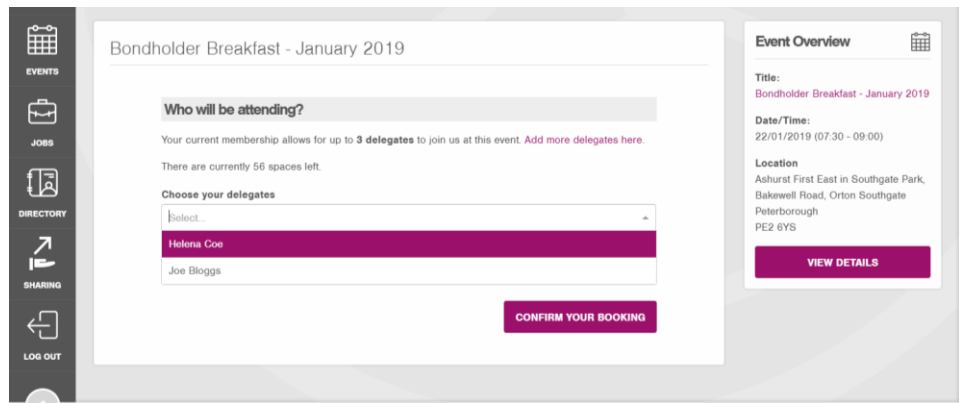 EVENTS
JOBS
DIRECTORY
SHARING
LOG OUT
Bondholder Breakfast - January 2019
Who will be attending?
Your current membership allows for up to 3 delegates to join us at this event. Add more delegates here.
There are currently 56 spaces left.
Choose your delegates
Select...
Helena Coe
Joe Bloggs
CONFIRM YOUR BOOKING
Event Overview
Title:
Bondholder Breakfast - January 2019
Date/Time:
22/01/2019 (07:30 - 09:00)
Location
Ashurst First East in Southgate Park,
Bakewell Road, Orton Southgate
Peterborough
PE2 6YS
VIEW DETAILS